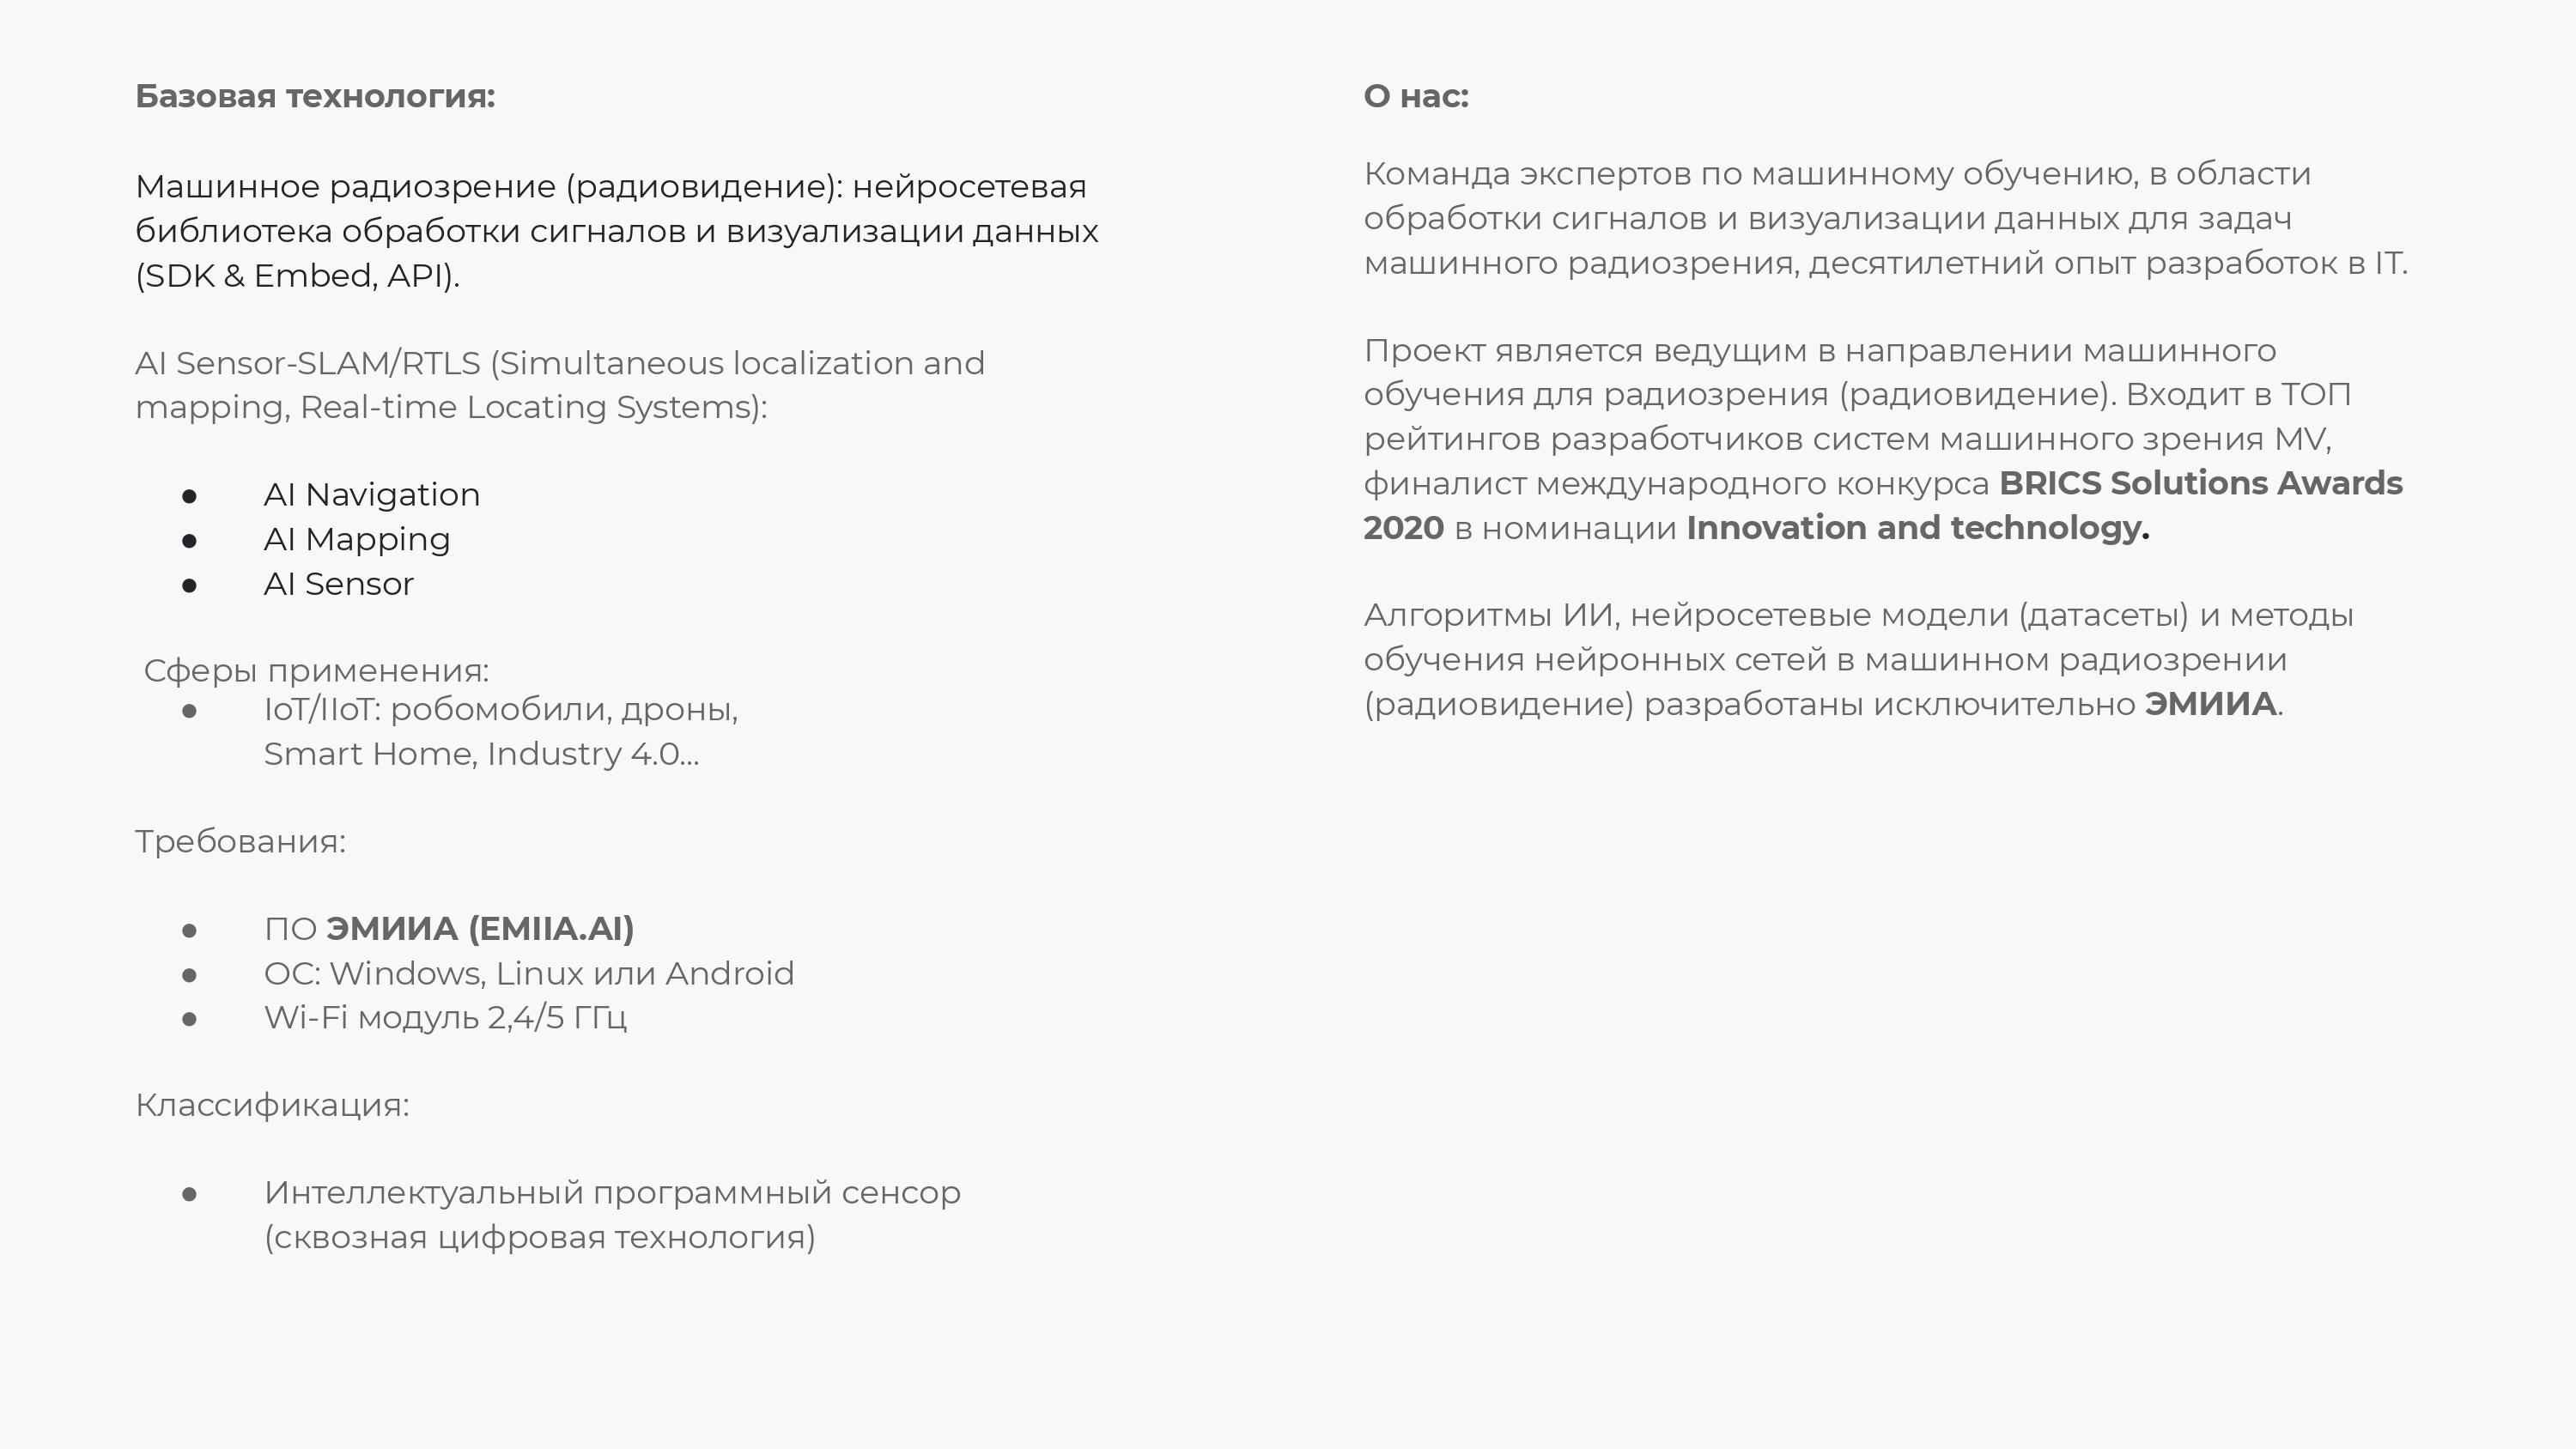 Базовая технология:
Машинное радиозрение (радиовидение): нейросетевая
библиотека обработки сигналов и визуализации данных
(SDK & Embed, API).
AI Sensor-SLAM/RTLS (Simultaneous localization and
mapping, Real-time Locating Systems):
● AI Navigation
● AI Mapping
● AI Sensor
Сферы применения:
● IoT/IIoT: робомобили, дроны,
Smart Home, Industry 4.0...
Требования:
● ПО ЭМИИА (EMIIA.AI)
● ОС: Windows, Linux или Android
● Wi-Fi модуль 2,4/5 ГГц
Классификация:
● Интеллектуальный программный сенсор
(сквозная цифровая технология)
О нас:
Команда экспертов по машинному обучению, в области
обработки сигналов и визуализации данных для задач
машинного радиозрения, десятилетний опыт разработок в IT.
Проект является ведущим в направлении машинного
обучения для радиозрения (радиовидение). Входит в ТОП
рейтингов разработчиков систем машинного зрения MV,
финалист международного конкурса BRICS Solutions Awards
2020 в номинации Innovation and technology.
Алгоритмы ИИ, нейросетевые модели (датасеты) и методы
обучения нейронных сетей в машинном радиозрении
(радиовидение) разработаны исключительно ЭМИИА.